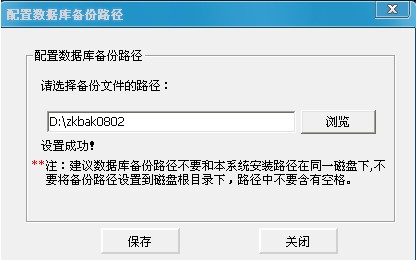 配置数据库备份路径
配置数据库备份路径
请选择备份文件的路径：
D:\zkbak0802
浏览
设置成功!
**注：建议数据库备份路径不要和本系统安装路径在同一磁盘下,不
要将备份路径设置到磁盘根目录下，路径中不要含有空格。
保存
关闭